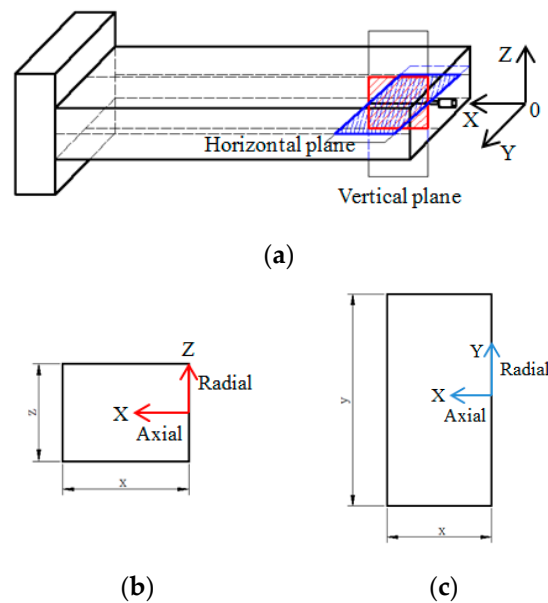 Z
X
0
Y
Horizontal plane
Vertical plane
(a)
Z
Radial
X
Axial
z
x
(b)
Y
Radial
X
Axial
y
x
(c)